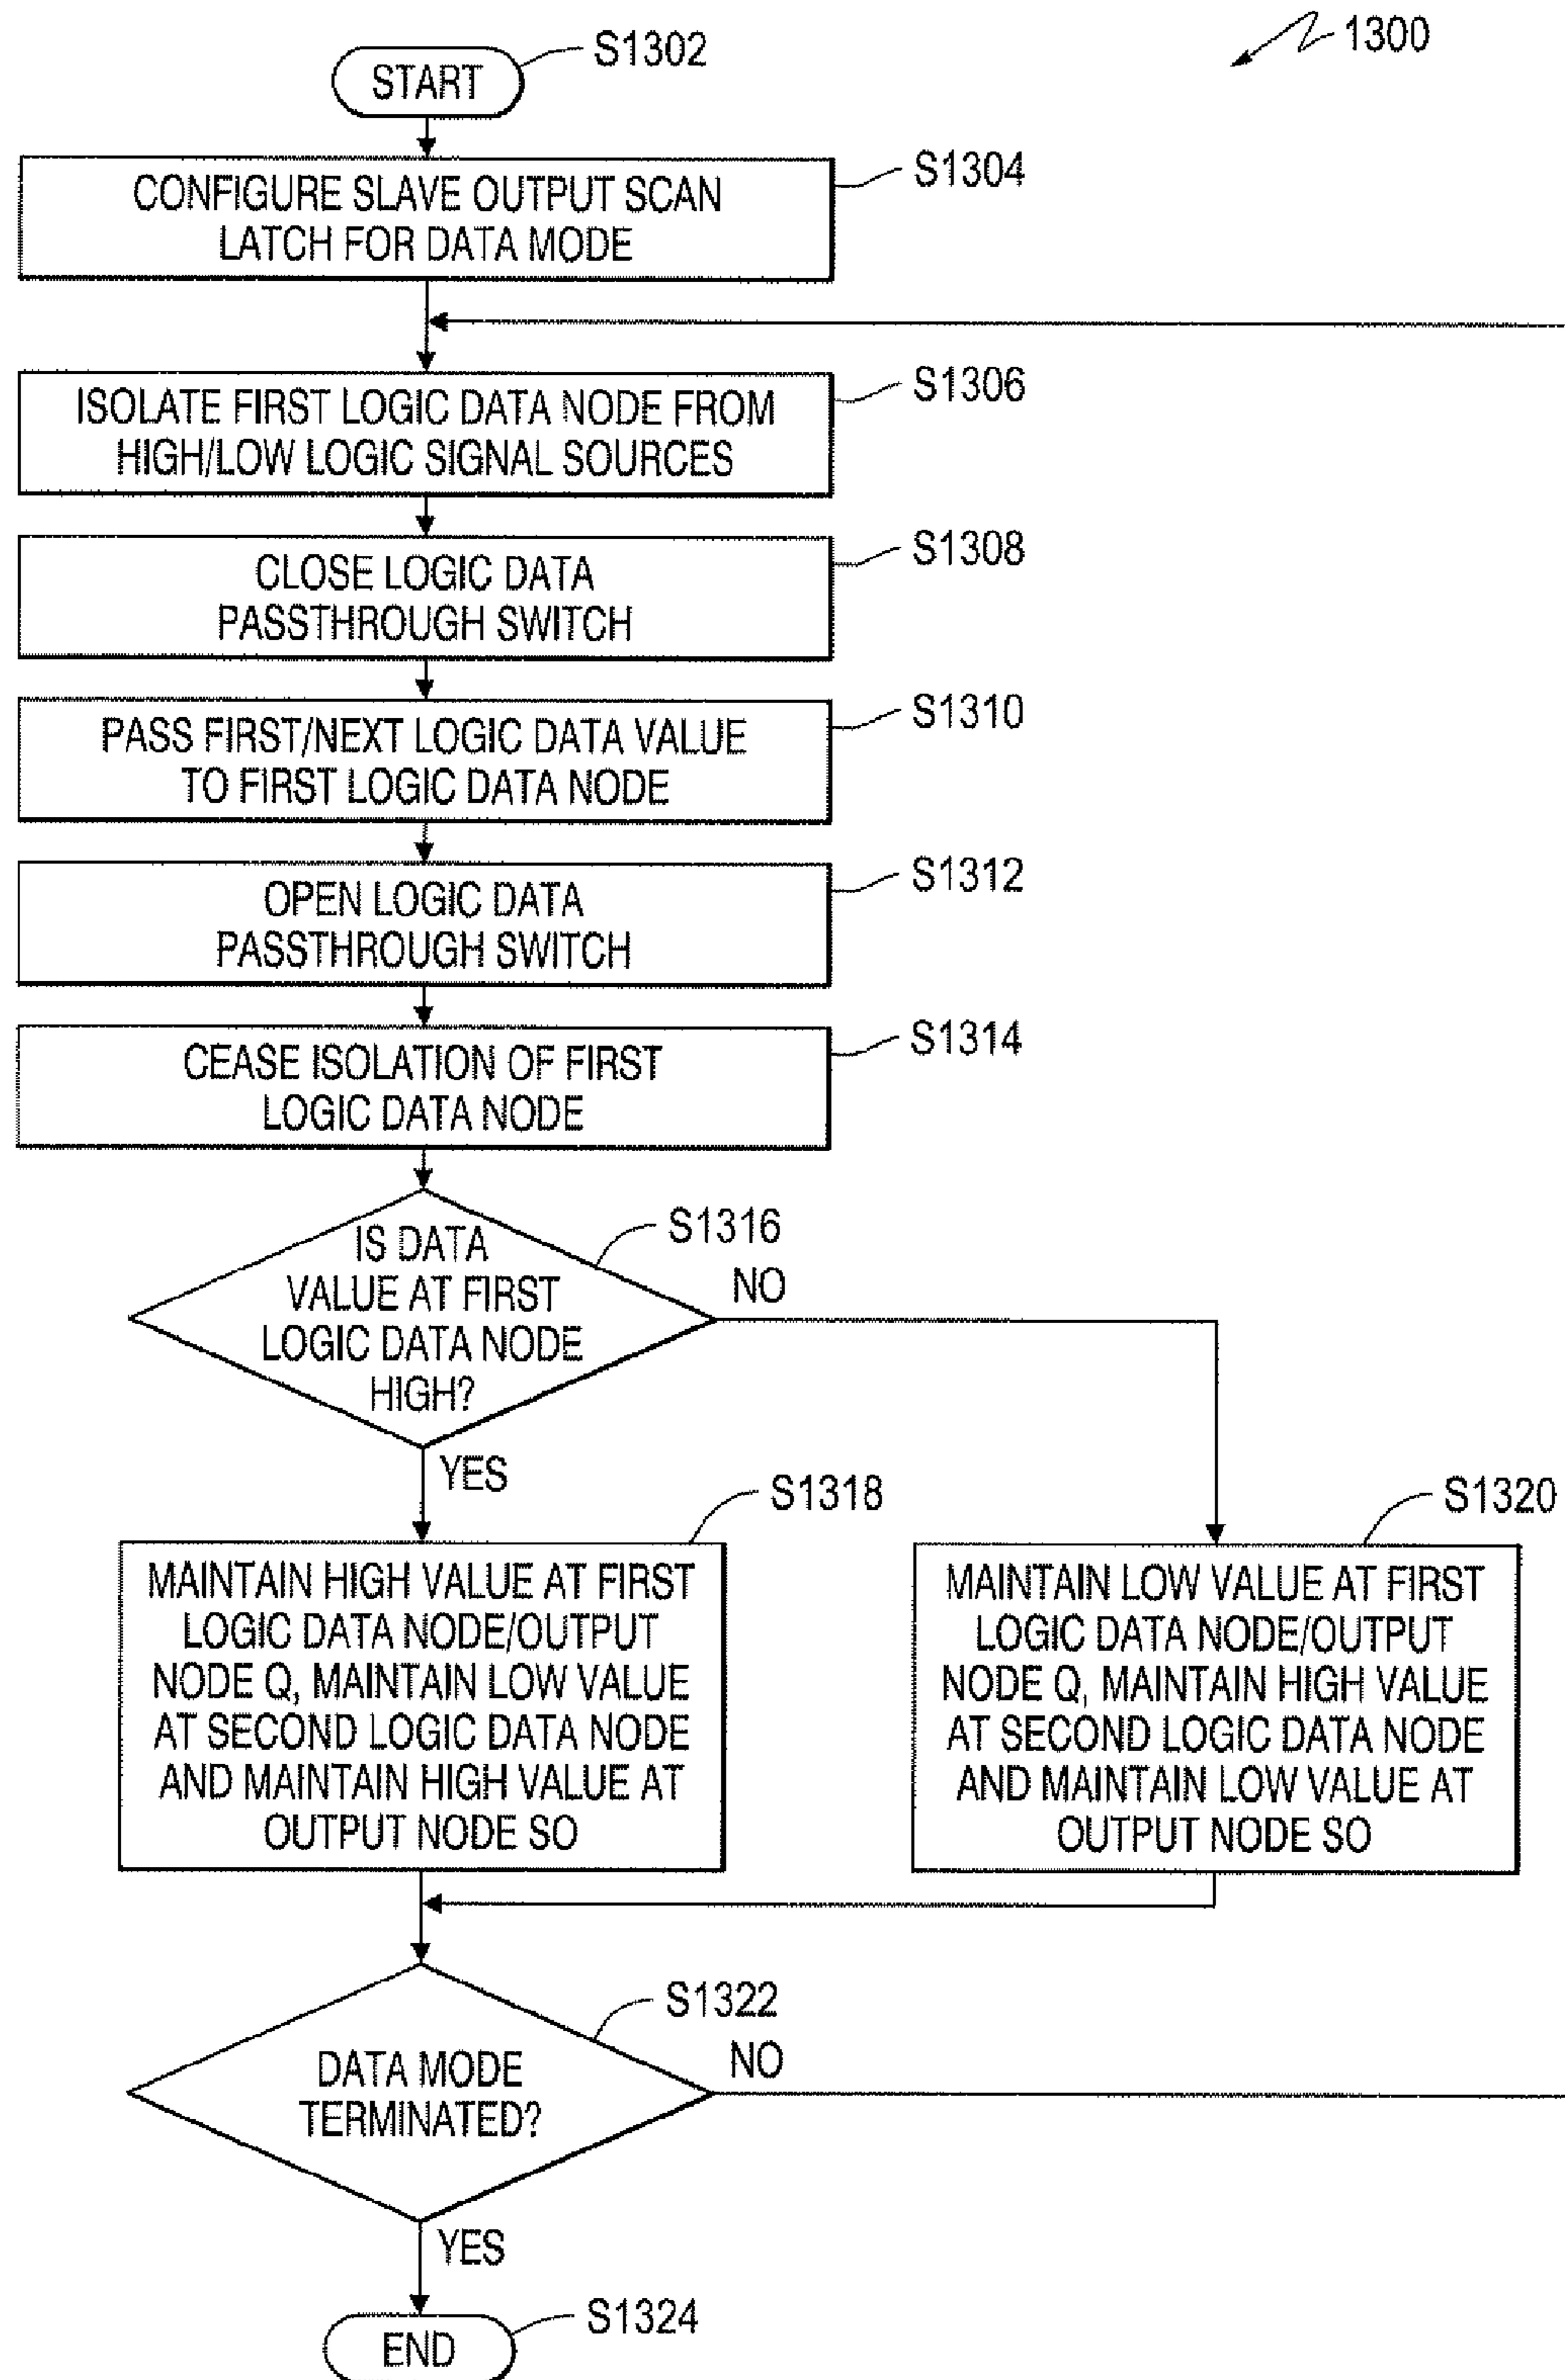 1300
START
S1302
CONFIGURE SLAVE OUTPUT SCAN
LATCH FOR DATA MODE
S1304
ISOLATE FIRST LOGIC DATA NODE FROM
HIGH/LOW LOGIC SIGNAL SOURCES
S1306
CLOSE LOGIC DATA
PASSTHROUGH SWITCH
S1308
PASS FIRST/NEXT LOGIC DATA VALUE
TO FIRST LOGIC DATA NODE
S1310
OPEN LOGIC DATA
PASSTHROUGH SWITCH
S1312
CEASE ISOLATION OF FIRST
LOGIC DATA NODE
S1314
IS DATA
VALUE AT FIRST
LOGIC DATA NODE
HIGH?
S1316
NO
YES
MAINTAIN HIGH VALUE AT FIRST
LOGIC DATA NODE/OUTPUT
NODE Q, MAINTAIN LOW VALUE
AT SECOND LOGIC DATA NODE
AND MAINTAIN HIGH VALUE AT
OUTPUT NODE SO
S1318
MAINTAIN LOW VALUE AT FIRST
LOGIC DATA NODE/OUTPUT
NODE Q, MAINTAIN HIGH VALUE
AT SECOND LOGIC DATA NODE
AND MAINTAIN LOW VALUE AT
OUTPUT NODE SO
S1320
DATA MODE
TERMINATED?
S1322
NO
YES
END
S1324